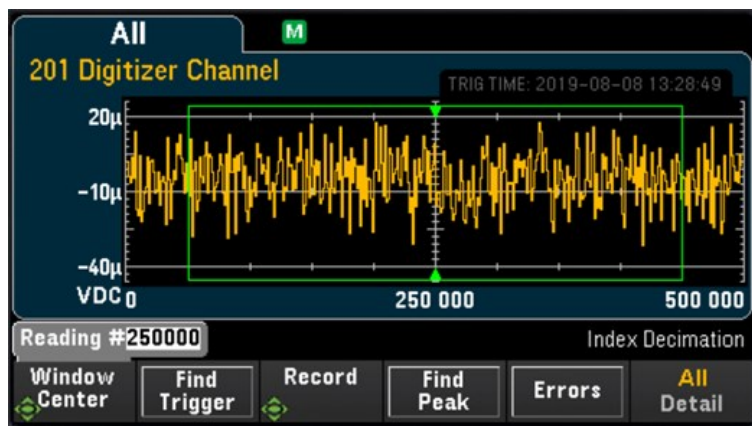 All
M
201 Digitizer Channel
TRIG TIME: 2019-08-08 13:28:49
20µ
-10µ
-40µ
VDC 0 250 000 500 000
Reading #250000 Index Decimation
Window Center
Find Trigger
Record
Find Peak
Errors
All Detail